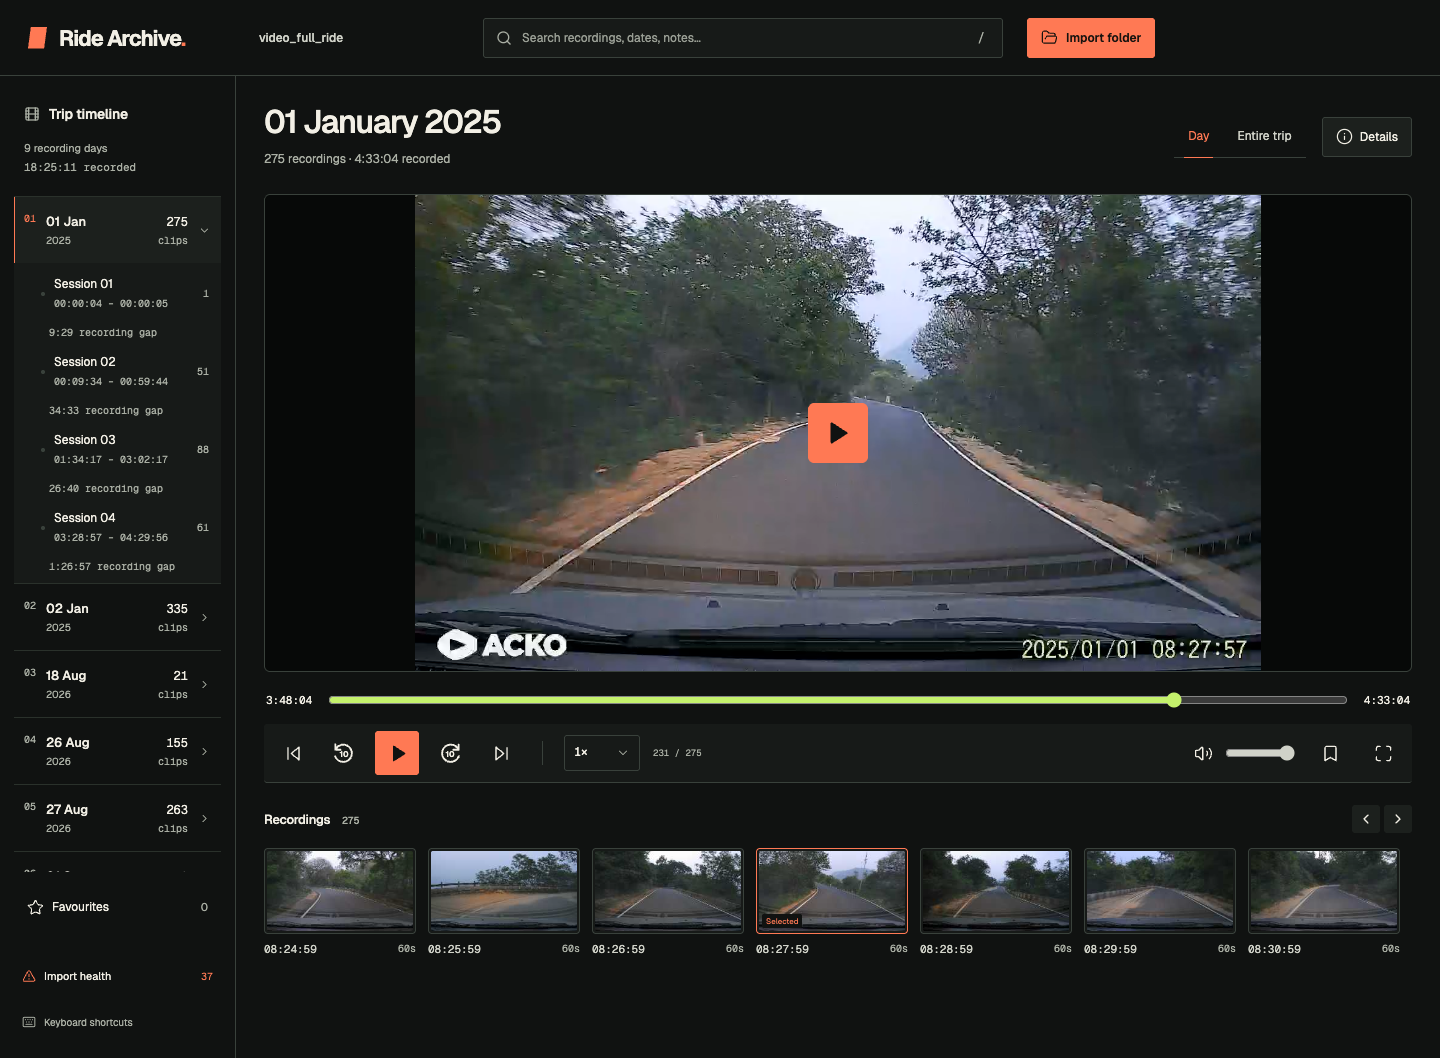 Ride Archive.
video_full_ride
Search recordings, dates, notes...
/
Import folder
Trip timeline
9 recording days
18:25:11 recorded
01 01 Jan 275
2025 clips
Session 01
00:00:04 - 00:00:05 1
9:29 recording gap
Session 02
00:09:34 - 00:59:44 51
34:33 recording gap
Session 03
01:34:17 - 03:02:17 88
26:40 recording gap
Session 04
03:28:57 - 04:29:56 61
1:26:57 recording gap
02 02 Jan 335
2025 clips
03 18 Aug 21
2026 clips
04 26 Aug 155
2026 clips
05 27 Aug 263
2026 clips
Favourites 0
Import health 37
Keyboard shortcuts
01 January 2025
275 recordings · 4:33:04 recorded
Day Entire trip
Details
ACKO
2025/01/01 08:27:57
3:48:04 4:33:04
10 10 1× 231 / 275
Recordings 275
Selected
08:24:59 60s 08:25:59 60s 08:26:59 60s 08:27:59 60s 08:28:59 60s 08:29:59 60s 08:30:59 60s